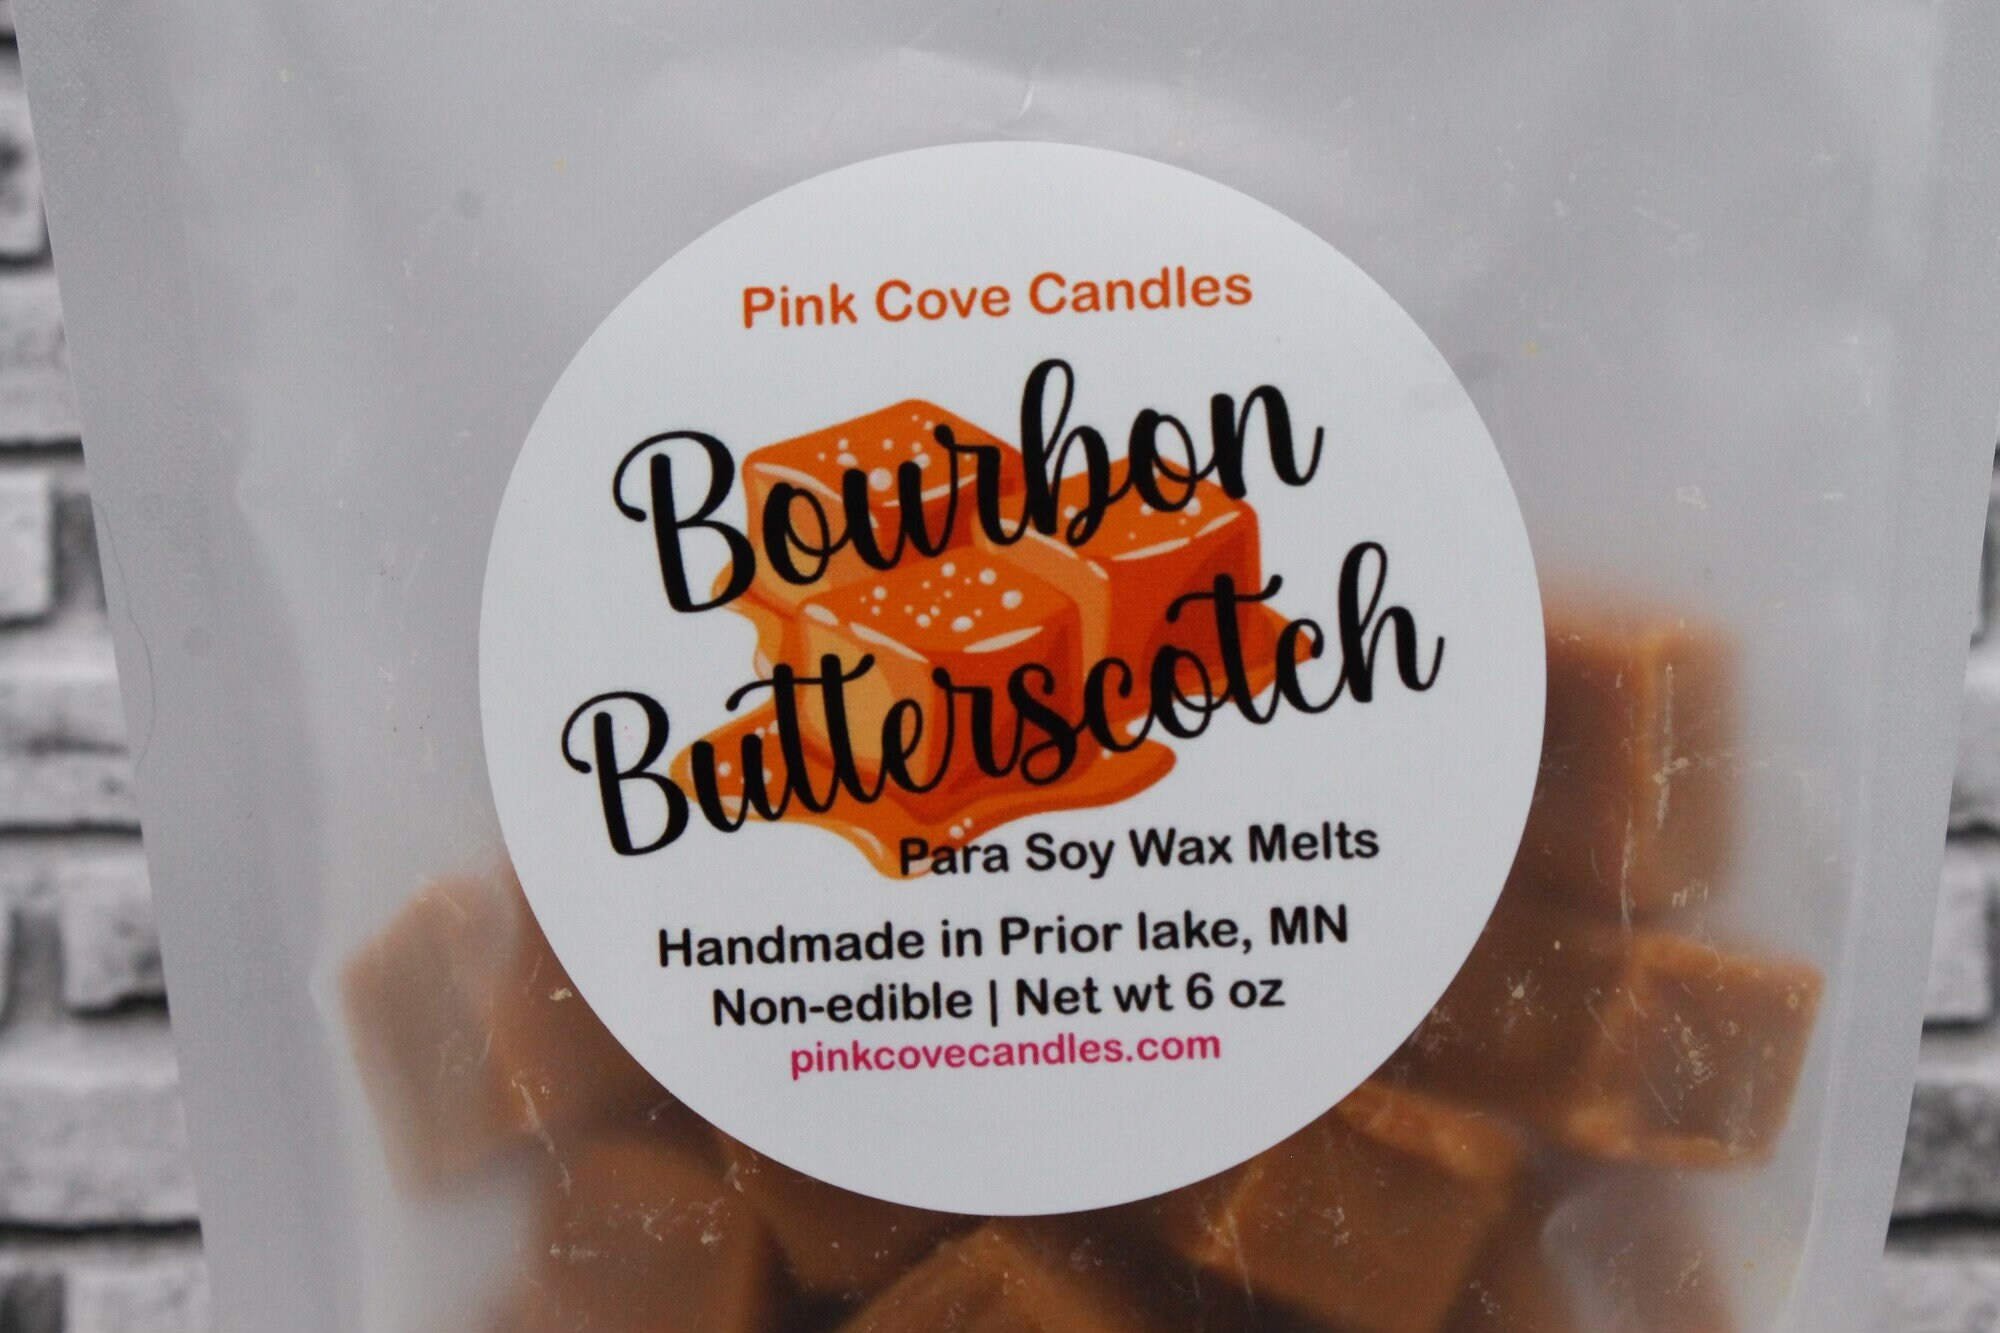 Pink Cove Candles
Bourbon
Butterscotch
Para Soy Wax Melts
Handmade in Prior lake, MN
Non-edible | Net wt 6 oz
pinkcovecandles.com